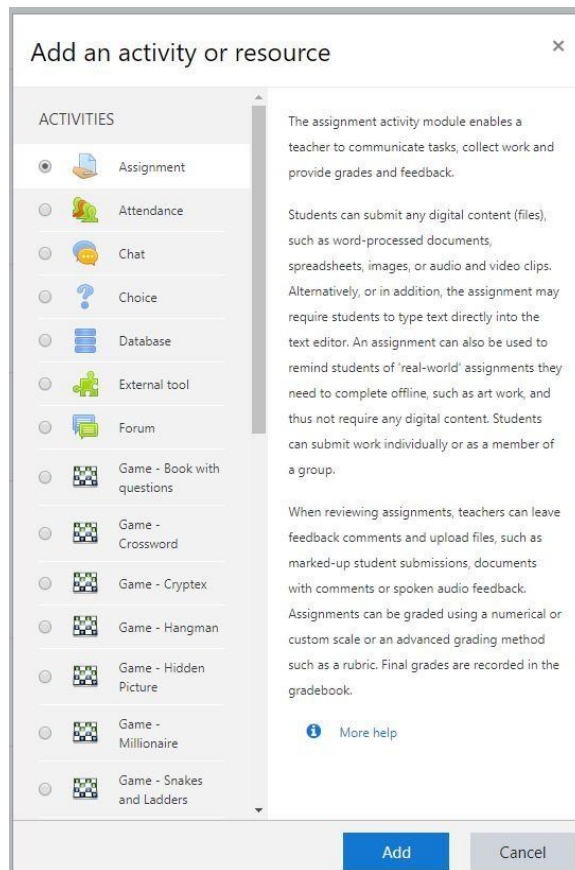 Add an activity or resource
×
ACTIVITIES
Assignment
Attendance
Chat
Choice
Database
External tool
Forum
Game - Book with
questions
Game -
Crossword
Game - Cryptex
Game - Hangman
Game - Hidden
Picture
Game -
Millionaire
Game - Snakes
and Ladders
The assignment activity module enables a
teacher to communicate tasks, collect work and
provide grades and feedback.
Students can submit any digital content (files),
such as word-processed documents,
spreadsheets, images, or audio and video clips.
Alternatively, or in addition, the assignment may
require students to type text directly into the
text editor. An assignment can also be used to
remind students of 'real-world' assignments they
need to complete offline, such as art work, and
thus not require any digital content. Students
can submit work individually or as a member of
a group.
When reviewing assignments, teachers can leave
feedback comments and upload files, such as
marked-up student submissions, documents
with comments or spoken audio feedback.
Assignments can be graded using a numerical or
custom scale or an advanced grading method
such as a rubric. Final grades are recorded in the
gradebook.
More help
Add
Cancel